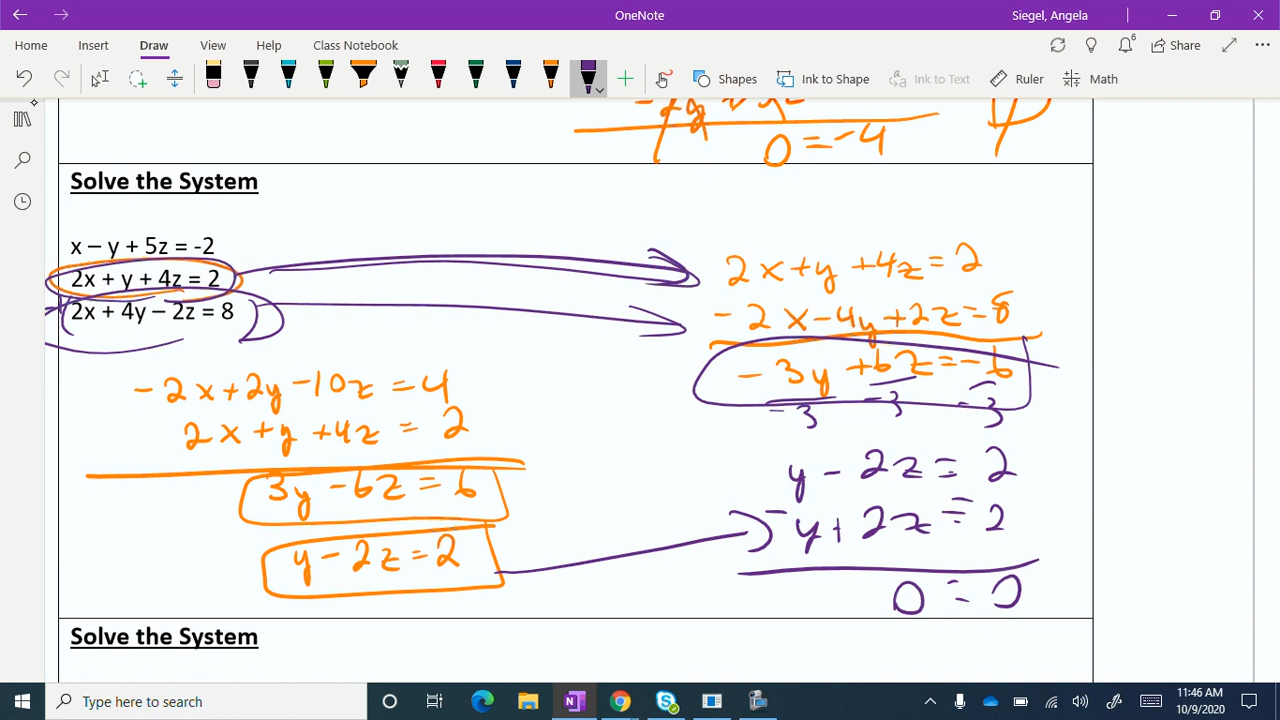 OneNote
Siegel, Angela
Home Insert Draw View Help Class Notebook
6
Share
Shapes
Ink to Shape
Ink to Text
Ruler
Math
0 = -4
Solve the System
x – y + 5z = -2
2x + y + 4z = 2
2x + 4y – 2z = 8
-2x+2y-10z = 4
2x+y+4z = 2
3y-6z = 6
y-2z=2
2x+y+4z=2
-2x-4y+2z=8
-3y+6z=-6
-3 -3 -3
y-2z=2
-y+2z=-2
0 = 0
Solve the System
Type here to search
11:46 AM
10/9/2020